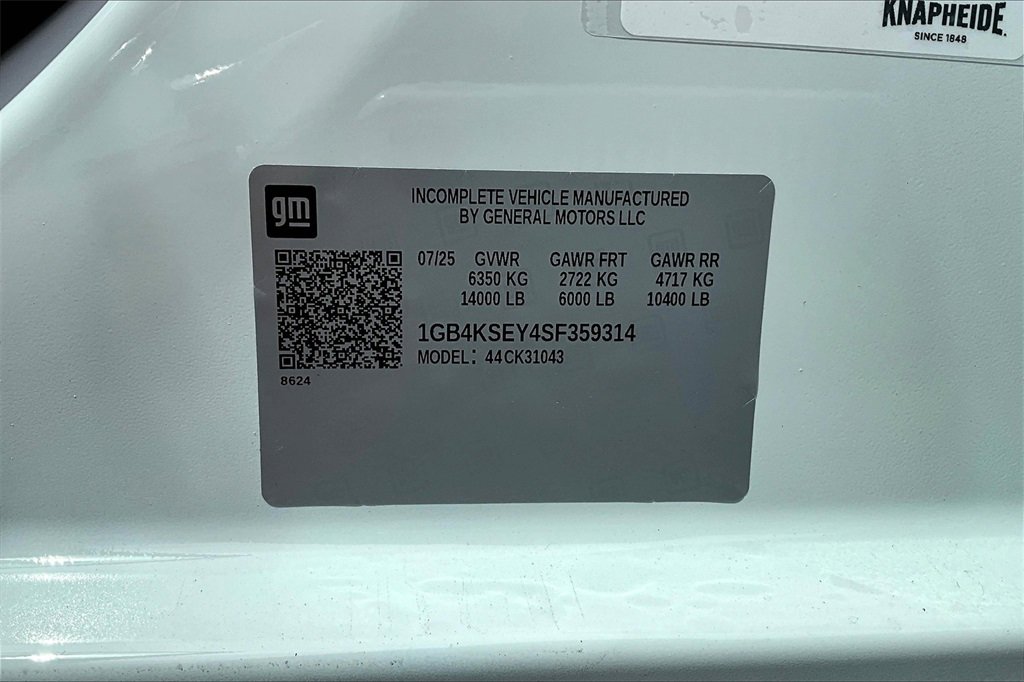 KNAPHEIDE.
SINCE 1848
gm
INCOMPLETE VEHICLE MANUFACTURED
BY GENERAL MOTORS LLC
07/25 GVWR GAWR FRT GAWR RR
6350 KG 2722 KG 4717 KG
14000 LB 6000 LB 10400 LB
1GB4KSEY4SF359314
MODEL: 44CK31043
8624